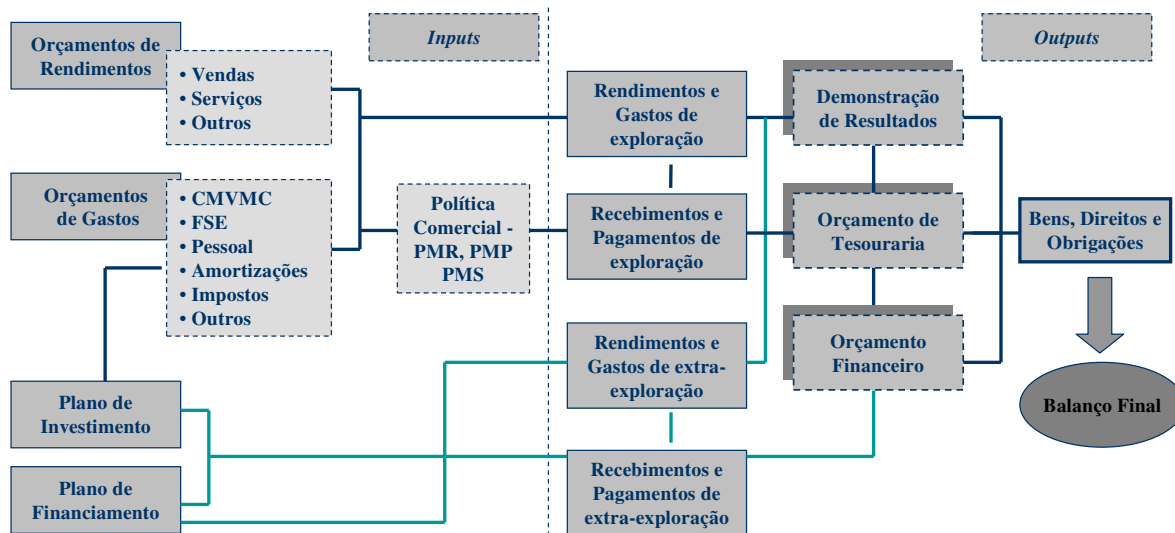 Orçamentos de
Rendimentos
• Vendas
• Serviços
• Outros
Inputs
Outputs
Rendimentos e
Gastos de
exploração
Demonstração
de Resultados
Orçamentos
de Gastos
• CMVMC
• FSE
• Pessoal
• Amortizações
• Impostos
• Outros
Política
Comercial -
PMR, PMP
PMS
Recebimentos e
Pagamentos de
exploração
Orçamento de
Tesouraria
Bens, Direitos e
Obrigações
Rendimentos e
Gastos de extra-
exploração
Orçamento
Financeiro
Plano de
Investimento
Balanço Final
Plano de
Financiamento
Recebimentos e
Pagamentos de
extra-exploração